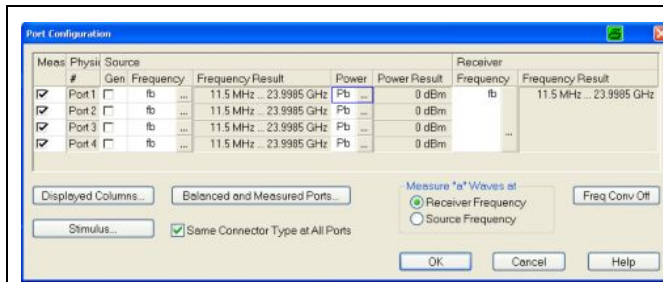 Port Configuration
Meas Physi Source Receiver
# Gen Frequency Frequency Result Power Power Result Frequency Frequency Result
Port 1 fb ... 11.5 MHz ... 23.9985 GHz Pb ... 0 dBm fb 11.5 MHz ... 23.9985 GHz
Port 2 fb ... 11.5 MHz ... 23.9985 GHz Pb ... 0 dBm
Port 3 fb ... 11.5 MHz ... 23.9985 GHz Pb ... 0 dBm ...
Port 4 fb ... 11.5 MHz ... 23.9985 GHz Pb ... 0 dBm
Displayed Columns... Balanced and Measured Ports... Measure "a" Waves at Freq Conv Off
Receiver Frequency
Stimulus... Same Connector Type at All Ports Source Frequency
OK Cancel Help